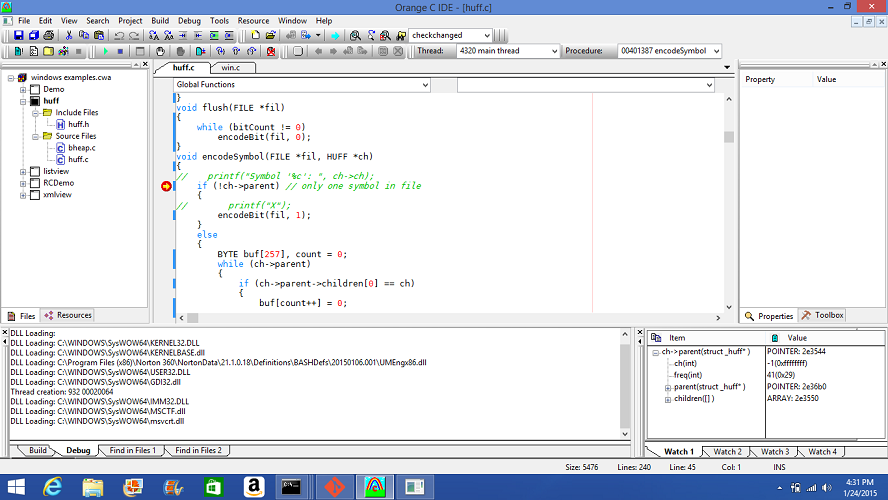 Orange C IDE - [huff.c]
File Edit View Search Project Build Debug Tools Resource Window Help
checkchanged
Thread: 4320 main thread Procedure: 00401387 encodeSymbol
windows examples.cwa
Demo
huff
Include Files
huff.h
Source Files
bheap.c
huff.c
listview
RCDemo
xmlview
Files Resources
huff.c win.c
Global Functions
}
void flush(FILE *fil)
{
while (bitCount != 0)
encodeBit(fil, 0);
}
void encodeSymbol(FILE *fil, HUFF *ch)
{
// printf("Symbol '%c': ", ch->ch);
if (!ch->parent) // only one symbol in file
{
// printf("X");
encodeBit(fil, 1);
}
else
{
BYTE buf[257], count = 0;
while (ch->parent)
{
if (ch->parent->children[0] == ch)
{
buf[count++] = 0;
Property Value
Properties Toolbox
DLL Loading:
DLL Loading: C:\WINDOWS\SysWOW64\KERNEL32.DLL
DLL Loading: C:\WINDOWS\SysWOW64\KERNELBASE.dll
DLL Loading: C:\Program Files (x86)\Norton 360\NortonData\21.1.0.18\Definitions\BASHDefs\20150106.001\UMEngx86.dll
DLL Loading: C:\WINDOWS\SysWOW64\USER32.DLL
DLL Loading: C:\WINDOWS\SysWOW64\GDI32.dll
Thread creation: 932 00020064
DLL Loading: C:\WINDOWS\SysWOW64\IMM32.DLL
DLL Loading: C:\WINDOWS\SysWOW64\MSCTF.dll
DLL Loading: C:\WINDOWS\SysWOW64\msvcrt.dll
Build Debug Find in Files 1 Find in Files 2
Item Value
ch->parent(struct _huff* ) POINTER: 2e3544
ch(int) -1(0xffffffff)
freq(int) 41(0x29)
parent(struct _huff* ) POINTER: 2e36b0
children([] ) ARRAY: 2e3550
Watch 1 Watch 2 Watch 3 Watch 4
Size: 5476 Lines: 240 Line: 45 Col: 1 INS
4:31 PM
1/24/2015